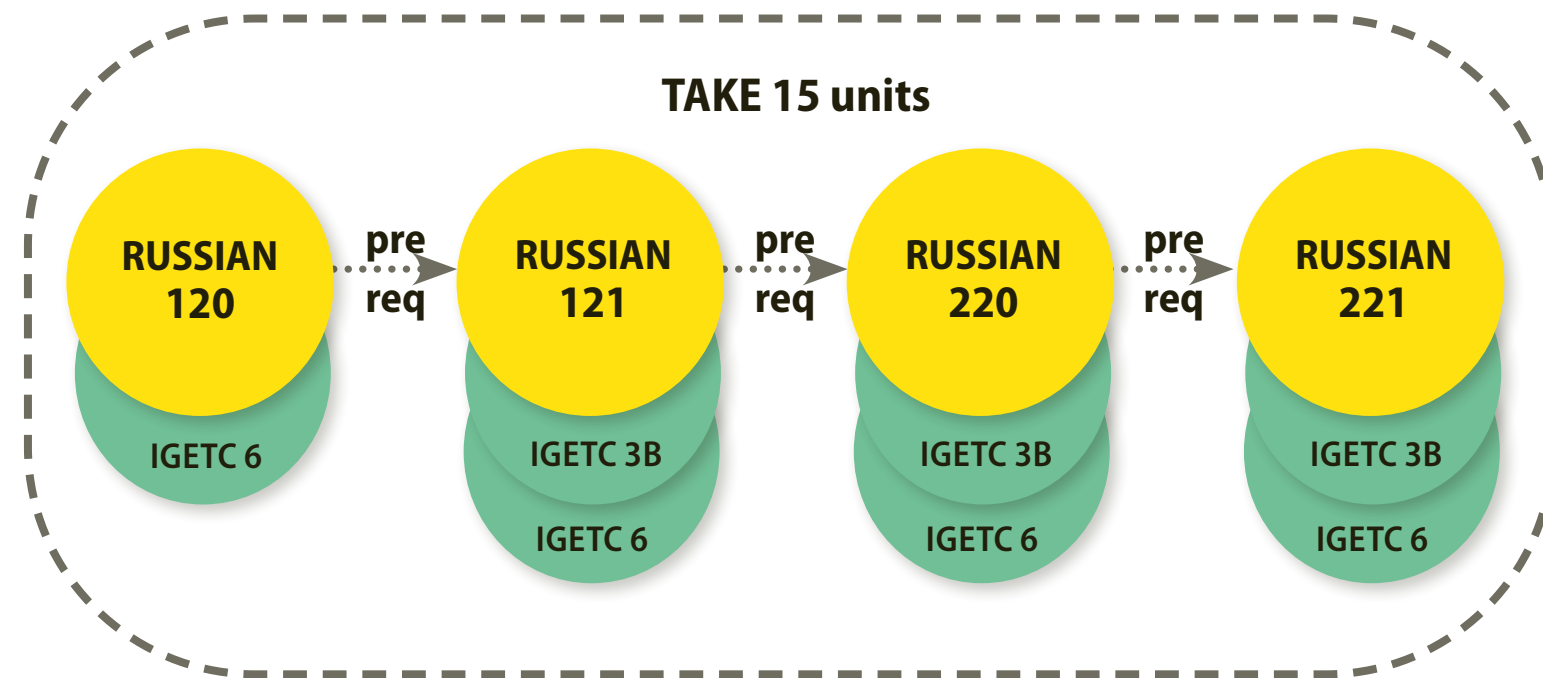 TAKE 15 units
RUSSIAN
120
IGETC 6
pre
req
RUSSIAN
121
IGETC 3B
IGETC 6
pre
req
RUSSIAN
220
IGETC 3B
IGETC 6
pre
req
RUSSIAN
221
IGETC 3B
IGETC 6